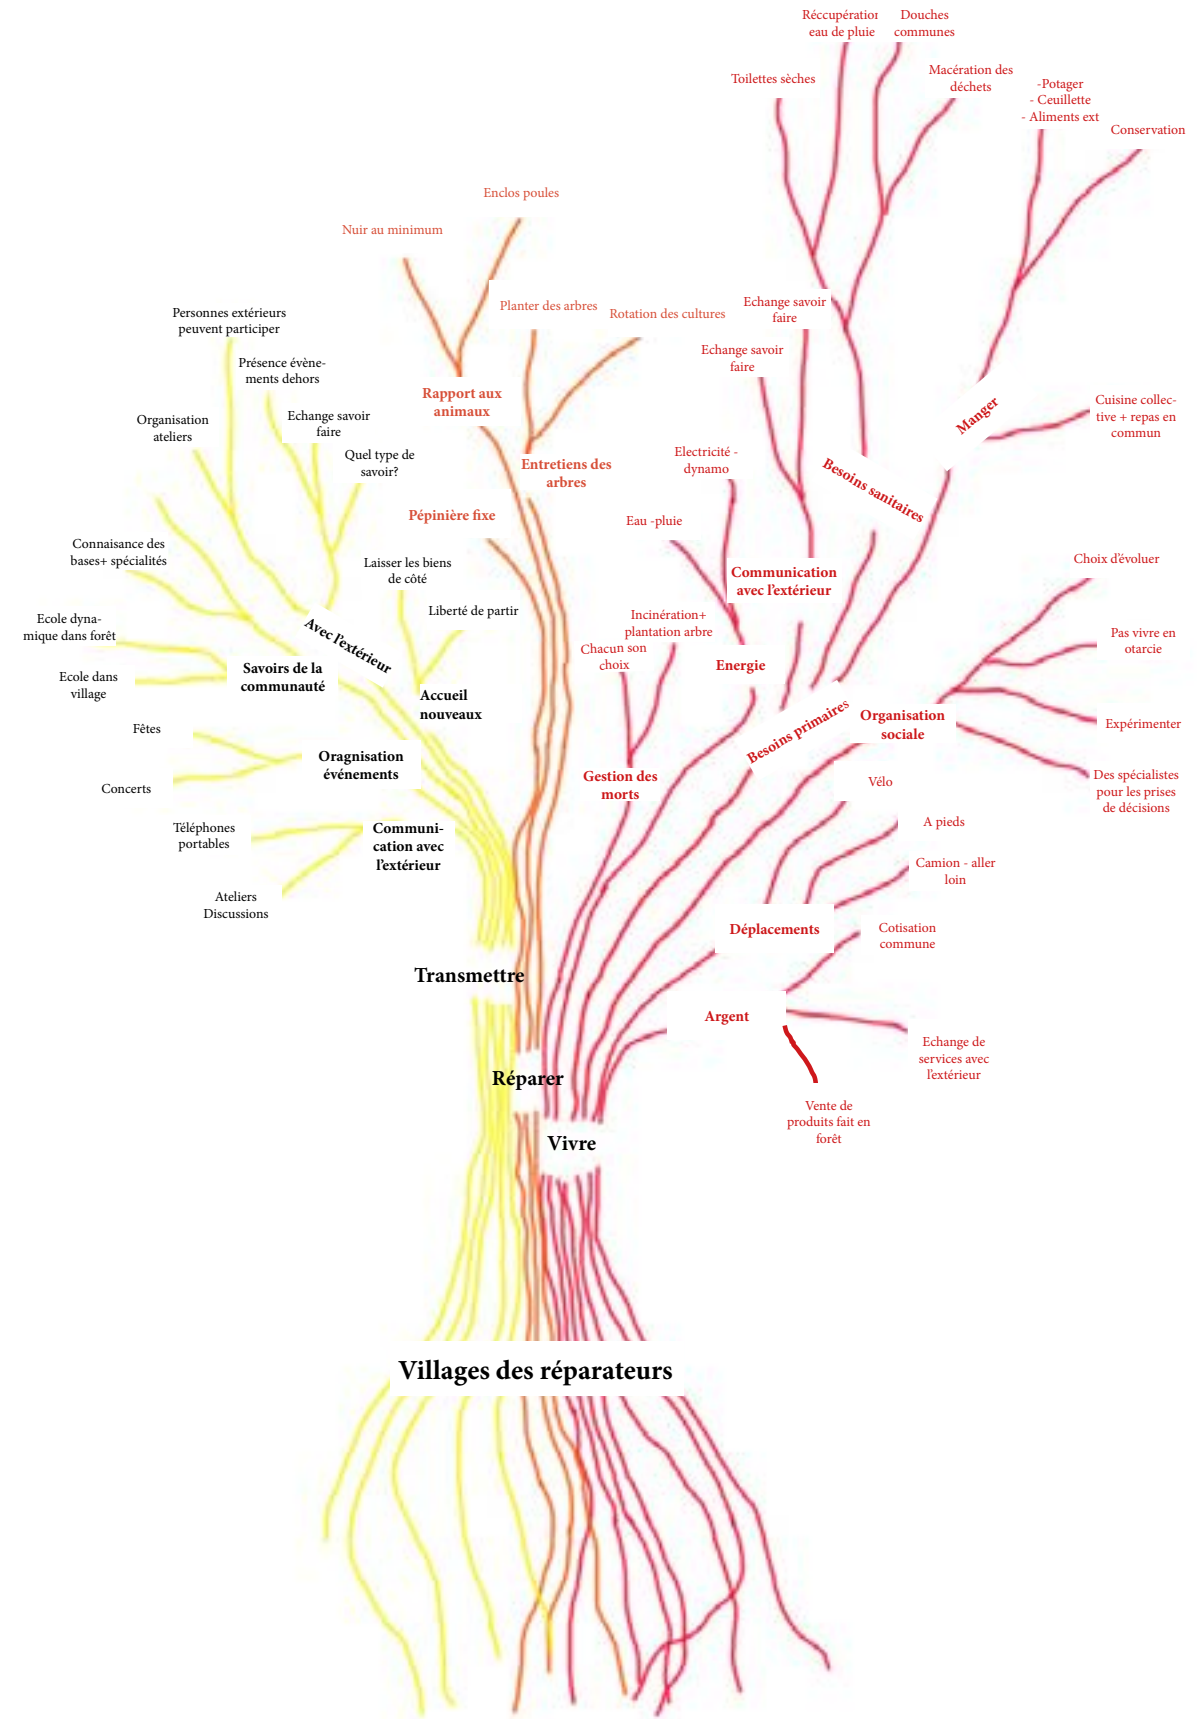 Réccupération
eau de pluie
Douches
communes
Toilettes sèches
Macération des
déchets
-Potager
- Ceuillette
- Aliments ext
Conservation
Enclos poules
Nuir au minimum
Planter des arbres
Rotation des cultures
Echange savoir
faire
Echange savoir
faire
Personnes extérieurs
peuvent participer
Présence évène-
ments dehors
Organisation
ateliers
Echange savoir
faire
Quel type de
savoir?
Rapport aux
animaux
Entretiens des
arbres
Pépinière fixe
Manger
Cuisine collec-
tive + repas en
commun
Electricité -
dynamo
Besoins sanitaires
Eau -pluie
Communication
avec l'extérieur
Connaisance des
bases+ spécialités
Laisser les biens
de côté
Liberté de partir
Choix d'évoluer
Ecole dyna-
mique dans forêt
Avec l'extérieur
Incinération+
plantation arbre
Chacun son
choix
Energie
Pas vivre en
otarcie
Savoirs de la
communauté
Ecole dans
village
Accueil
nouveaux
Besoins primaires
Organisation
sociale
Expérimenter
Fêtes
Oragnisation
événements
Concerts
Gestion des
morts
Vélo
Des spécialistes
pour les prises
de décisions
Téléphones
portables
Communi-
cation avec
l'extérieur
A pieds
Camion - aller
loin
Ateliers
Discussions
Déplacements
Cotisation
commune
Transmettre
Argent
Echange de
services avec
l'extérieur
Réparer
Vente de
produits fait en
forêt
Vivre
Villages des réparateurs